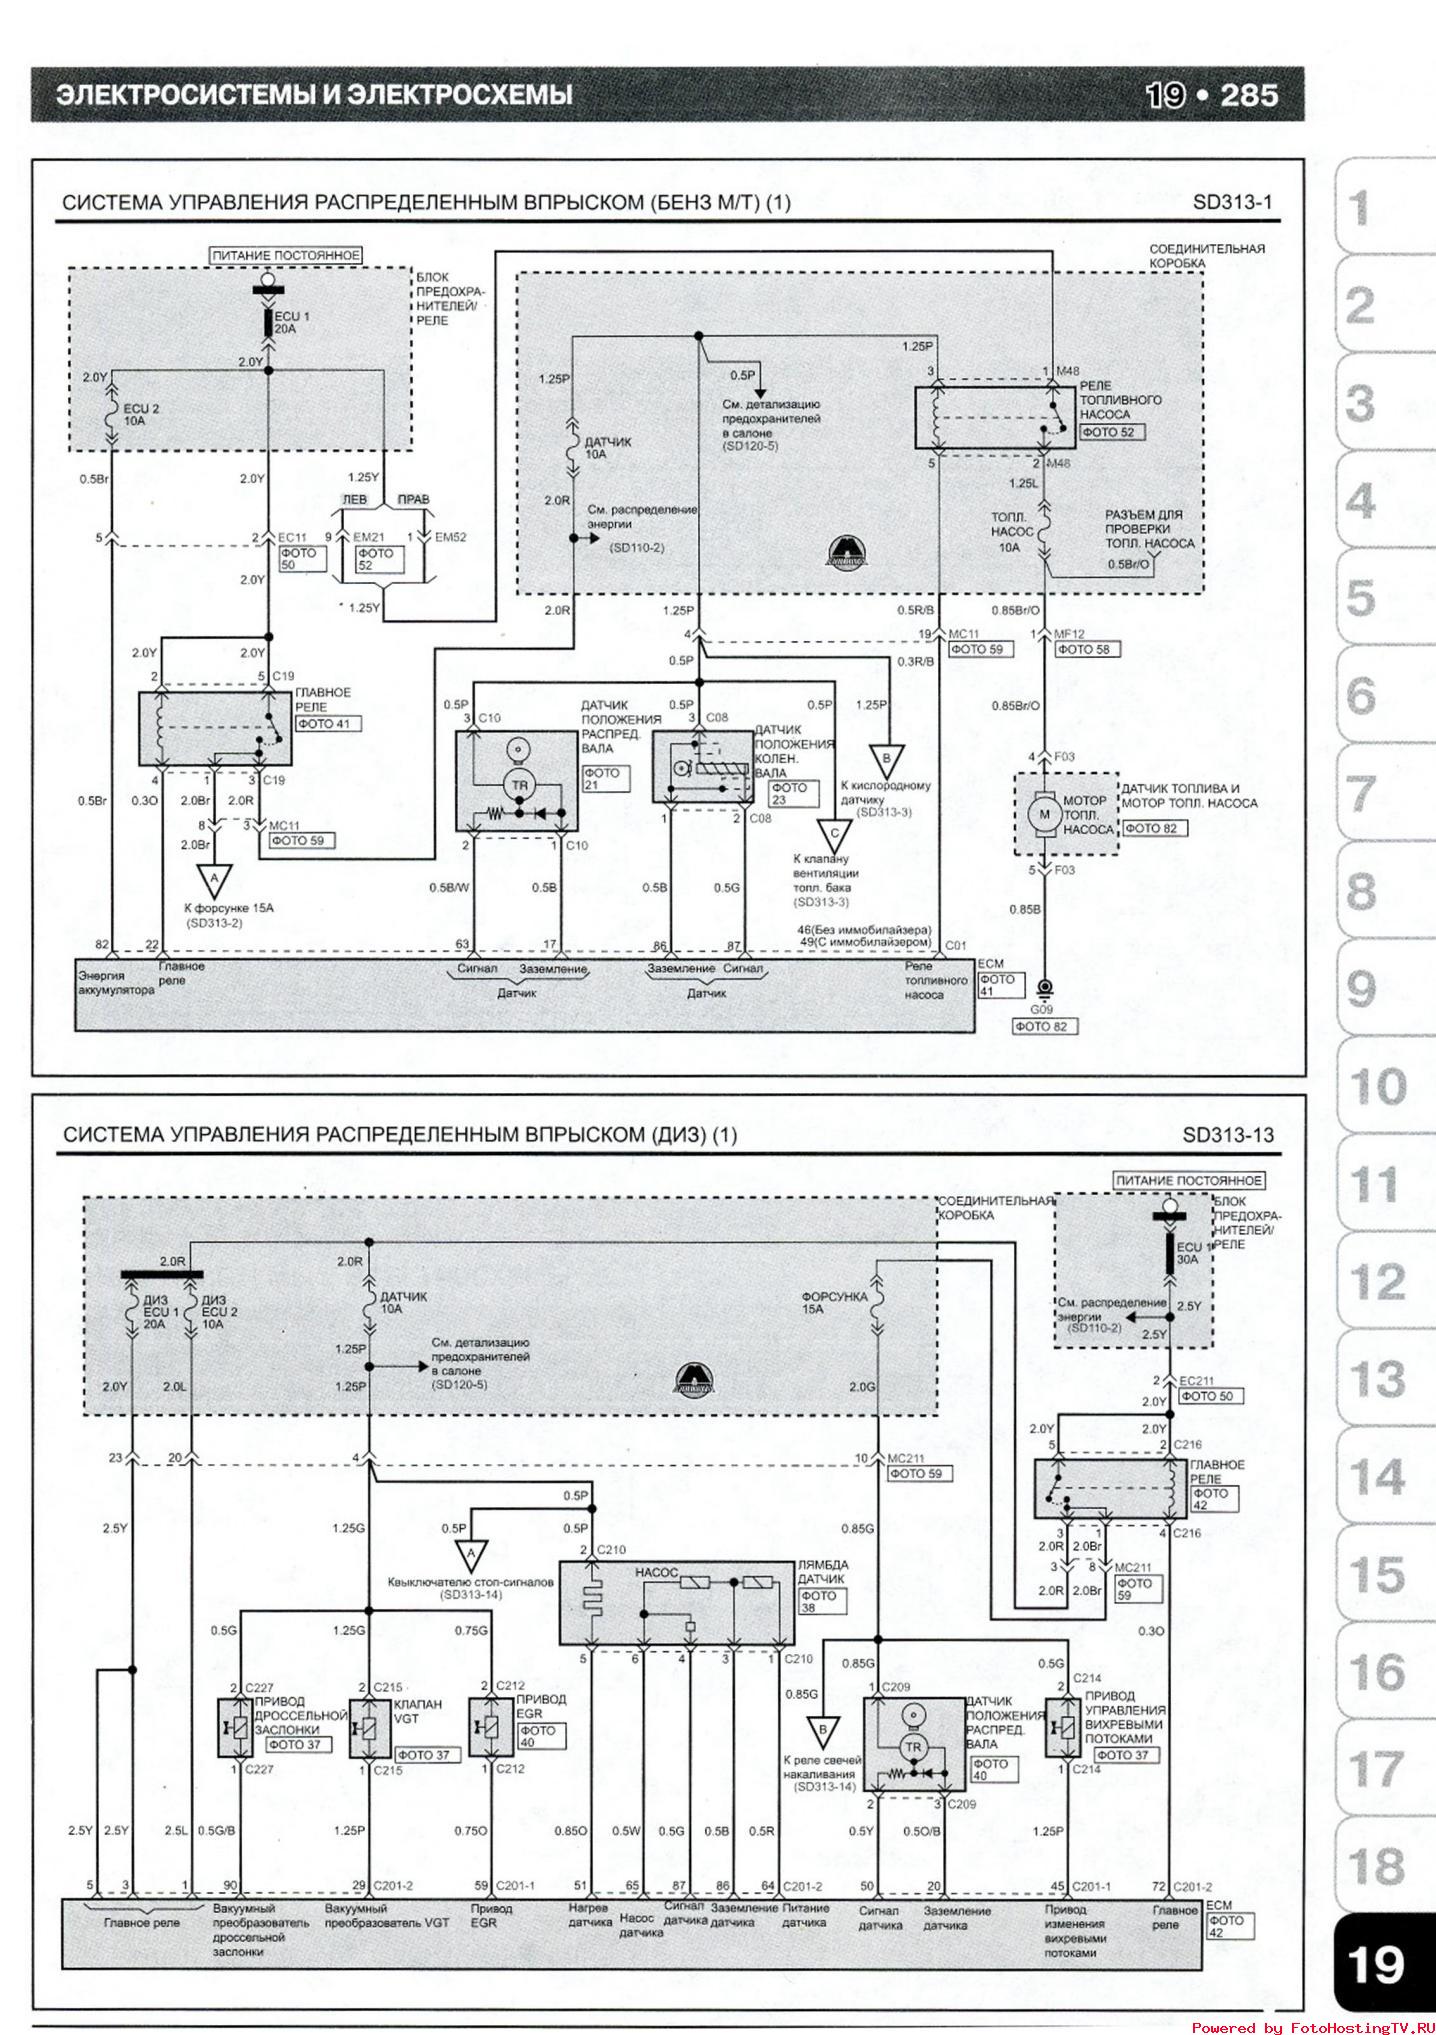 ЭЛЕКТРОСИСТЕМЫ И ЭЛЕКТРОСХЕМЫ
19 • 285
СИСТЕМА УПРАВЛЕНИЯ РАСПРЕДЕЛЕННЫМ ВПРЫСКОМ (БЕНЗ М/Т) (1)
SD313-1
ПИТАНИЕ ПОСТОЯННОЕ
БЛОК
ПРЕДОХРА-
НИТЕЛЕЙ/
РЕЛЕ
СОЕДИНИТЕЛЬНАЯ
КОРОБКА
ECU 1
20A
2.0Y
2.0Y
ECU 2
10A
1.25P
1.25P
0.5P
См. детализацию
предохранителей
в салоне
(SD120-5)
3
1
M48
РЕЛЕ
ТОПЛИВНОГО
НАСОСА
ФОТО 52
ДАТЧИК
10A
5
2
M48
1.25L
0.5Br
2.0Y
1.25Y
ЛЕВ
ПРАВ
2.0R
См. распределение
энергии
(SD110-2)
ТОПЛ.
НАСОС
10A
РАЗЪЕМ ДЛЯ
ПРОВЕРКИ
ТОПЛ. НАСОСА
0.5Br/O
5
2
EC11
ФОТО
50
9
EM21
ФОТО
52
1
EM52
2.0Y
1.25Y
2.0R
1.25P
0.5R/B
0.85Br/O
4
19
MC11
ФОТО 59
1
MF12
ФОТО 58
2.0Y
2.0Y
0.5P
0.3R/B
2
5
C19
ГЛАВНОЕ
РЕЛЕ
ФОТО 41
0.5P
3
C10
ДАТЧИК
ПОЛОЖЕНИЯ
РАСПРЕД.
ВАЛА
ФОТО
21
TR
0.5P
3
C08
ДАТЧИК
ПОЛОЖЕНИЯ
КОЛЕН.
ВАЛА
ФОТО
23
0.5P
1.25P
0.85Br/O
B
К кислородному
датчику
(SD313-3)
4
F03
ДАТЧИК ТОПЛИВА И
МОТОР ТОПЛ. НАСОСА
ФОТО 82
M
МОТОР
ТОПЛ.
НАСОСА
4
1
3
C19
0.5Br
0.3O
2.0Br
2.0R
8
3
MC11
ФОТО 59
2.0Br
A
К форсунке 15A
(SD313-2)
2
1
C10
1
2
C08
C
К клапану
вентиляции
топл. бака
(SD313-3)
5
F03
0.5B/W
0.5B
0.5B
0.5G
0.85B
46(Без иммобилайзера)
49(С иммобилайзером)
82
22
63
17
86
87
C01
Энергия
аккумулятора
Главное
реле
Сигнал
Заземление
Датчик
Заземление
Сигнал
Датчик
Реле
топливного
насоса
ECM
ФОТО
41
G09
ФОТО 82
СИСТЕМА УПРАВЛЕНИЯ РАСПРЕДЕЛЕННЫМ ВПРЫСКОМ (ДИЗ) (1)
SD313-13
ПИТАНИЕ ПОСТОЯННОЕ
СОЕДИНИТЕЛЬНАЯ
КОРОБКА
БЛОК
ПРЕДОХРА-
НИТЕЛЕЙ/
РЕЛЕ
ECU 1
30A
2.0R
2.0R
ДИЗ
ECU 1
20A
ДИЗ
ECU 2
10A
ДАТЧИК
10A
ФОРСУНКА
15A
См. распределение
энергии
(SD110-2)
2.5Y
2.5Y
1.25P
См. детализацию
предохранителей
в салоне
(SD120-5)
2.0Y
2.0L
1.25P
2.0G
2
EC211
ФОТО 50
2.0Y
2.0Y
2.0Y
23
20
4
10
MC211
ФОТО 59
5
2
C216
ГЛАВНОЕ
РЕЛЕ
ФОТО
42
2.5Y
1.25G
0.5P
0.5P
0.5P
0.85G
3
1
4
C216
2.0R
2.0Br
A
Квыключателю стоп-сигналов
(SD313-14)
2
C210
НАСОС
ЛЯМБДА
ДАТЧИК
ФОТО
38
3
8
MC211
ФОТО
59
2.0R
2.0Br
0.5G
1.25G
0.75G
5
6
4
3
1
C210
0.3O
0.85G
0.5G
0.85G
2
C227
ПРИВОД
ДРОССЕЛЬНОЙ
ЗАСЛОНКИ
ФОТО 37
2
C215
КЛАПАН
VGT
ФОТО 37
2
C212
ПРИВОД
EGR
ФОТО
40
B
К реле свечей
накаливания
(SD313-14)
1
C209
ДАТЧИК
ПОЛОЖЕНИЯ
РАСПРЕД.
ВАЛА
ФОТО
40
TR
2
C214
ПРИВОД
УПРАВЛЕНИЯ
ВИХРЕВЫМИ
ПОТОКАМИ
ФОТО 37
1
C227
1
C215
1
C212
2
3
C209
1
C214
2.5Y
2.5Y
2.5L
0.5G/B
1.25P
0.75O
0.85O
0.5W
0.5G
0.5B
0.5R
0.5Y
0.5O/B
1.25P
5
3
1
90
29
C201-2
59
C201-1
51
65
87
86
64
C201-2
50
20
45
C201-1
72
C201-2
Главное реле
Вакуумный
преобразователь
дроссельной
заслонки
Вакуумный
преобразователь VGT
Привод
EGR
Нагрев
датчика
Насос
датчика
Сигнал
датчика
Заземление
датчика
Питание
датчика
Сигнал
датчика
Заземление
датчика
Привод
изменения
вихревыми
потоками
Главное
реле
ECM
ФОТО
42
1
2
3
4
5
6
7
8
9
10
11
12
13
14
15
16
17
18
19
Powered by FotoHostingTV.RU